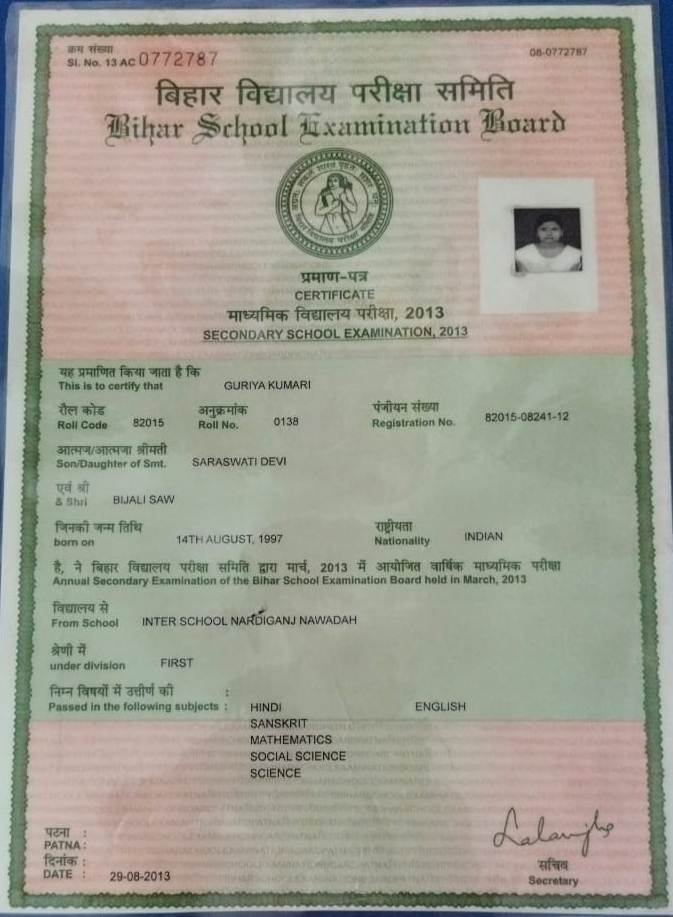 क्रम संख्या
Sl. No. 13 AC 0772787
08-0772787
बिहार विद्यालय परीक्षा समिति
Bihar School Examination Board
प्रमाण-पत्र
CERTIFICATE
माध्यमिक विद्यालय परीक्षा, 2013
SECONDARY SCHOOL EXAMINATION, 2013
यह प्रमाणित किया जाता है कि
This is to certify that GURIYA KUMARI
रौल कोड अनुक्रमांक पंजीयन संख्या
Roll Code 82015 Roll No. 0138 Registration No. 82015-08241-12
आत्मज/आत्मजा श्रीमती
Son/Daughter of Smt. SARASWATI DEVI
एवं श्री
& Shri BIJALI SAW
जिनकी जन्म तिथि राष्ट्रीयता
born on 14TH AUGUST, 1997 Nationality INDIAN
है, ने बिहार विद्यालय परीक्षा समिति द्वारा मार्च, 2013 में आयोजित वार्षिक माध्यमिक परीक्षा
Annual Secondary Examination of the Bihar School Examination Board held in March, 2013
विद्यालय से
From School INTER SCHOOL NARDIGANJ NAWADAH
श्रेणी में
under division FIRST
निम्न विषयों में उत्तीर्ण की :
Passed in the following subjects : HINDI ENGLISH
SANSKRIT
MATHEMATICS
SOCIAL SCIENCE
SCIENCE
पटना :
PATNA :
दिनांक :
DATE : 29-08-2013
सचिव
Secretary